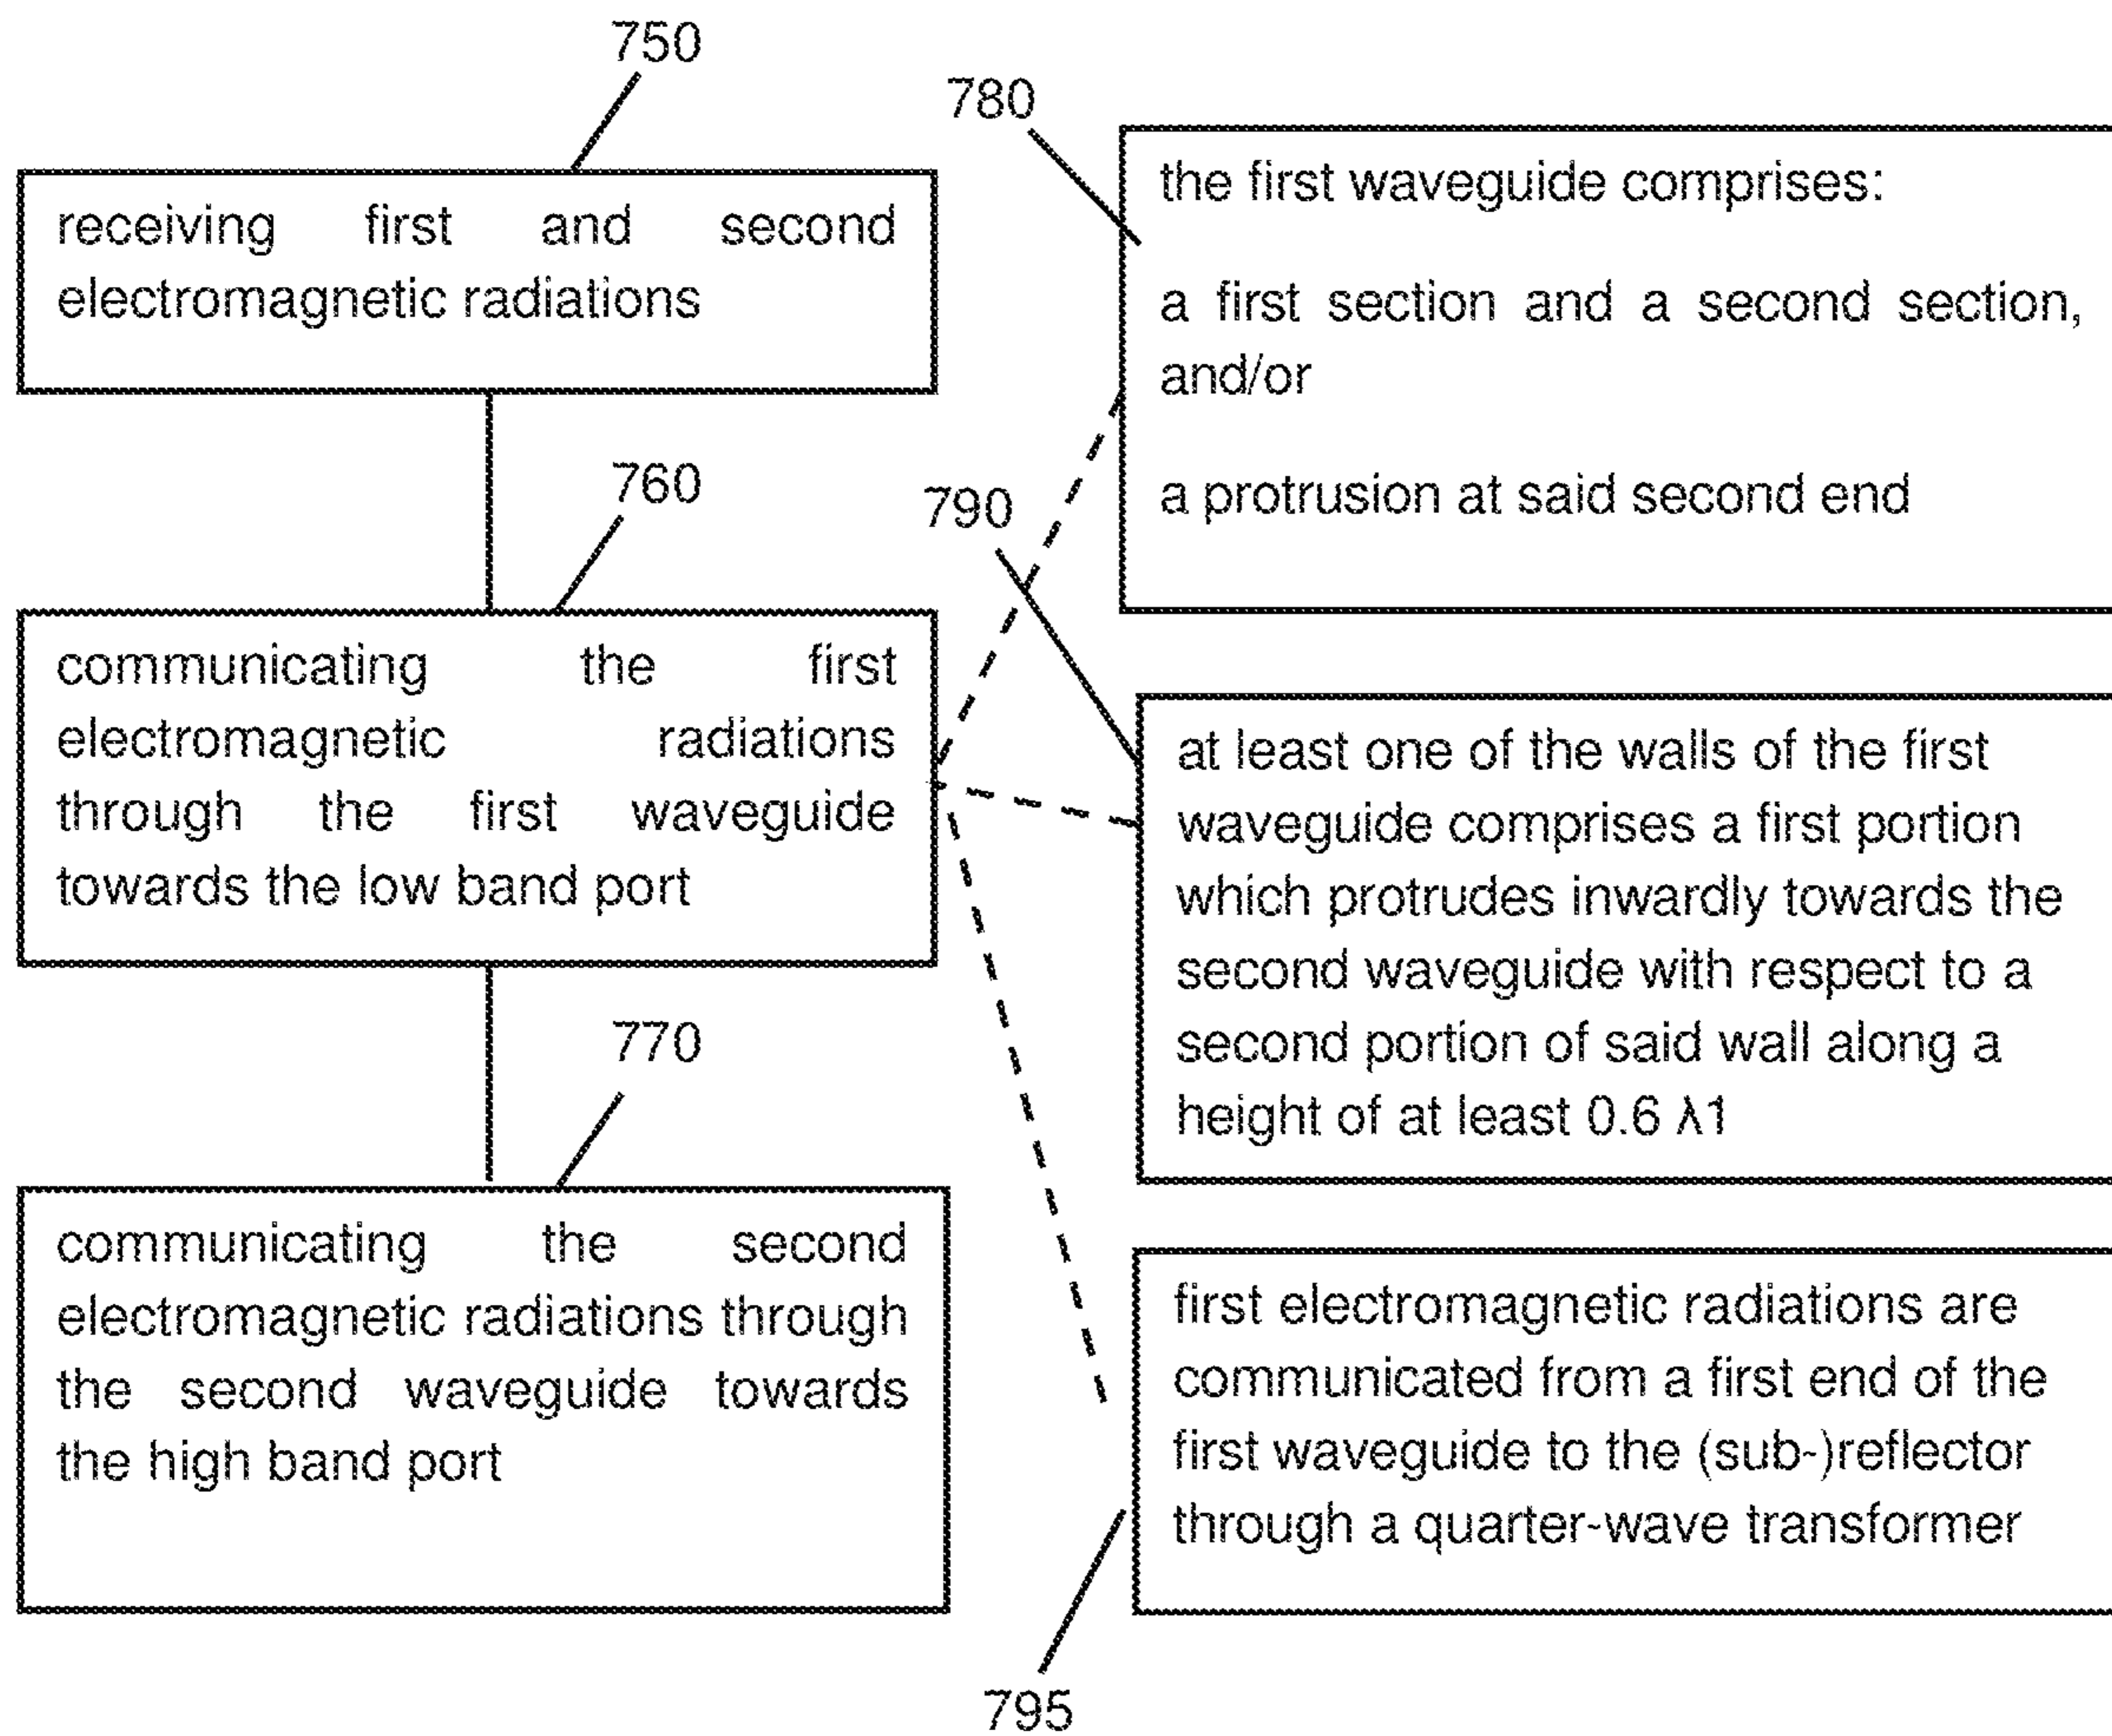 750
receiving first and second
electromagnetic radiations
760
communicating the first
electromagnetic radiations
through the first waveguide
towards the low band port
770
communicating the second
electromagnetic radiations through
the second waveguide towards
the high band port
780
the first waveguide comprises:
a first section and a second section,
and/or
a protrusion at said second end
790
at least one of the walls of the first
waveguide comprises a first portion
which protrudes inwardly towards the
second waveguide with respect to a
second portion of said wall along a
height of at least 0.6 λ1
first electromagnetic radiations are
communicated from a first end of the
first waveguide to the (sub-)reflector
through a quarter-wave transformer
795